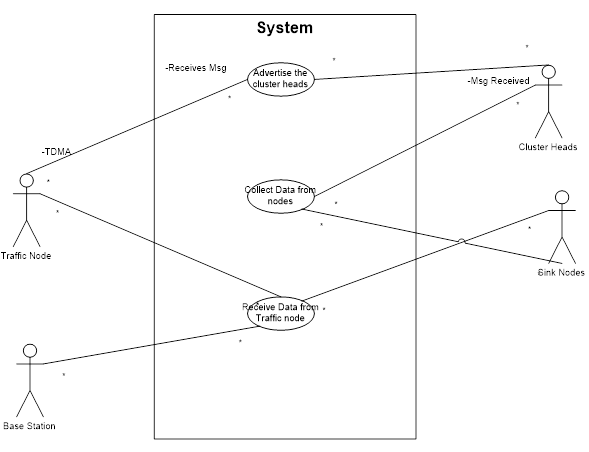 System
-Receives Msg
Advertise the
cluster heads
*
*
*
-Msg Received
*
Cluster Heads
-TDMA
*
*
Traffic Node
Collect Data from
nodes
*
*
*
Sink Nodes
Receive Data from
Traffic node
*
*
*
Base Station